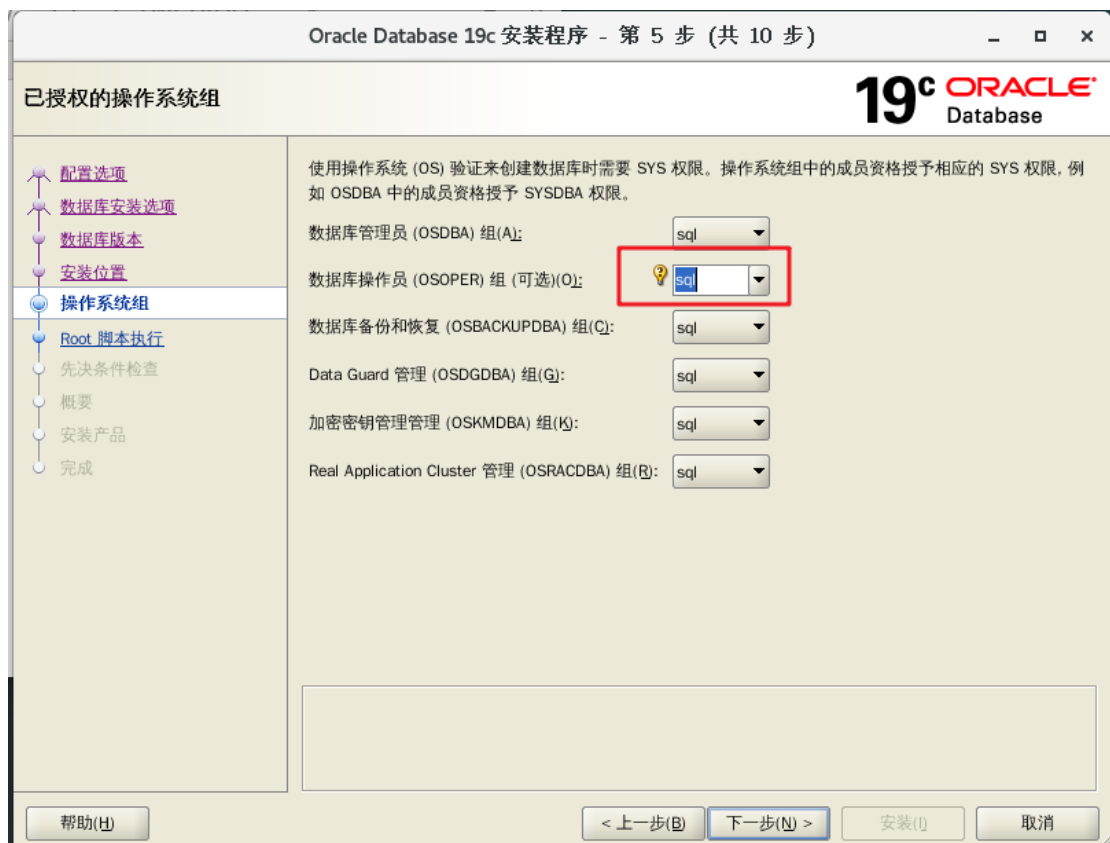 Oracle Database 19c 安装程序 - 第 5 步 (共 10 步)
已授权的操作系统组
19c ORACLE
Database
配置选项
数据库安装选项
数据库版本
安装位置
操作系统组
Root 脚本执行
先决条件检查
概要
安装产品
完成
使用操作系统 (OS) 验证来创建数据库时需要 SYS 权限。操作系统组中的成员资格授予相应的 SYS 权限, 例
如 OSDBA 中的成员资格授予 SYSDBA 权限。
数据库管理员 (OSDBA) 组(A): sql
数据库操作员 (OSOPER) 组 (可选)(O): sql
数据库备份和恢复 (OSBACKUPDBA) 组(C): sql
Data Guard 管理 (OSDGDBA) 组(G): sql
加密密钥管理管理 (OSKMDBA) 组(K): sql
Real Application Cluster 管理 (OSRACDBA) 组(R): sql
帮助(H) < 上一步(B) 下一步(N) > 安装(I) 取消